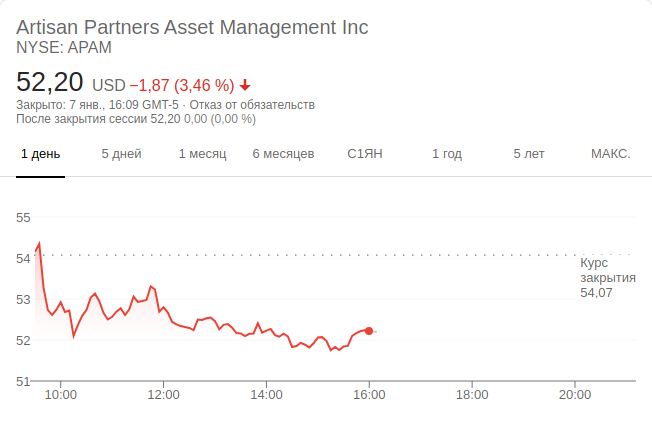 Artisan Partners Asset Management Inc
NYSE: APAM
52,20 USD −1,87 (3,46 %)
Закрыто: 7 янв., 16:09 GMT-5 · Отказ от обязательств
После закрытия сессии 52,20 0,00 (0,00 %)
1 день 5 дней 1 месяц 6 месяцев С1ЯН 1 год 5 лет МАКС.
55
54
Курс
закрытия
54,07
53
52
51
10:00 12:00 14:00 16:00 18:00 20:00